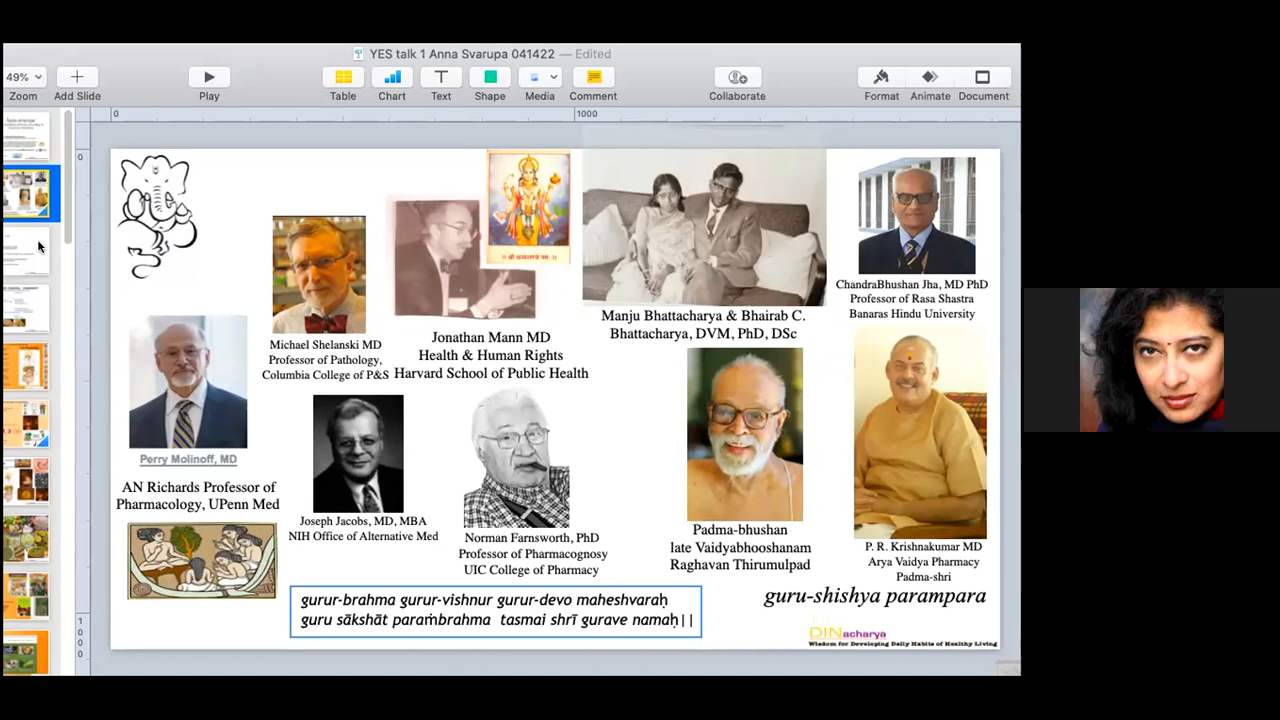 YES talk 1 Anna Svarupa 041422 — Edited
49%
Zoom
Add Slide
Play
Table
Chart
Text
Shape
Media
Comment
Collaborate
Format
Animate
Document
0
1000
0
Michael Shelanski MD
Professor of Pathology,
Columbia College of P&S
Jonathan Mann MD
Health & Human Rights
Harvard School of Public Health
Manju Bhattacharya & Bhairab C.
Bhattacharya, DVM, PhD, DSc
ChandraBhushan Jha, MD PhD
Professor of Rasa Shastra
Banaras Hindu University
Perry Molinoff, MD
AN Richards Professor of
Pharmacology, UPenn Med
Joseph Jacobs, MD, MBA
NIH Office of Alternative Med
Norman Farnsworth, PhD
Professor of Pharmacognosy
UIC College of Pharmacy
Padma-bhushan
late Vaidyabhooshanam
Raghavan Thirumulpad
P. R. Krishnakumar MD
Arya Vaidya Pharmacy
Padma-shri
gurur-brahma gurur-vishnur gurur-devo maheshvaraḥ
guru sākshāt paraṁbrahma tasmai shrī gurave namaḥ||
guru-shishya parampara
DINacharya
Wisdom for Developing Daily Habits of Healthy Living
1
0
0
0